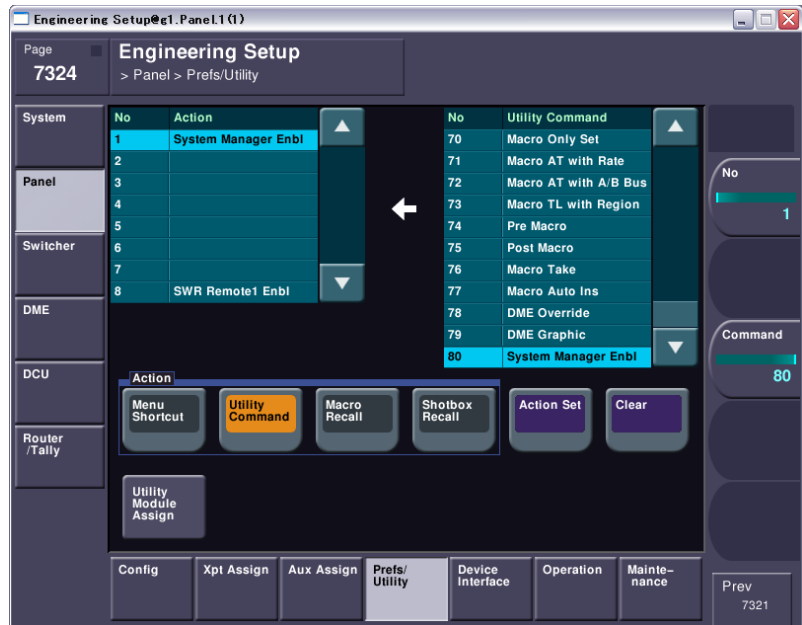 Engineering Setup@g1.Panel.1(1)
Page
7324
Engineering Setup
> Panel > Prefs/Utility
System
Panel
Switcher
DME
DCU
Router
/Tally
No Action
1 System Manager Enbl
2
3
4
5
6
7
8 SWR Remote1 Enbl
No Utility Command
70 Macro Only Set
71 Macro AT with Rate
72 Macro AT with A/B Bus
73 Macro TL with Region
74 Pre Macro
75 Post Macro
76 Macro Take
77 Macro Auto Ins
78 DME Override
79 DME Graphic
80 System Manager Enbl
No
1
Command
80
Action
Menu
Shortcut
Utility
Command
Macro
Recall
Shotbox
Recall
Action Set
Clear
Utility
Module
Assign
Config
Xpt Assign
Aux Assign
Prefs/
Utility
Device
Interface
Operation
Mainte–
nance
Prev
7321